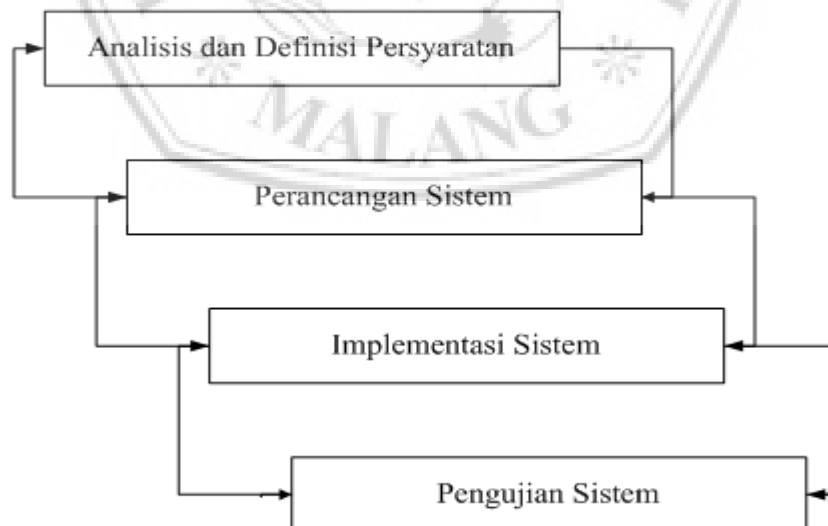 Analisis dan Definisi Persyaratan
MALANG
Perancangan Sistem
Implementasi Sistem
Pengujian Sistem